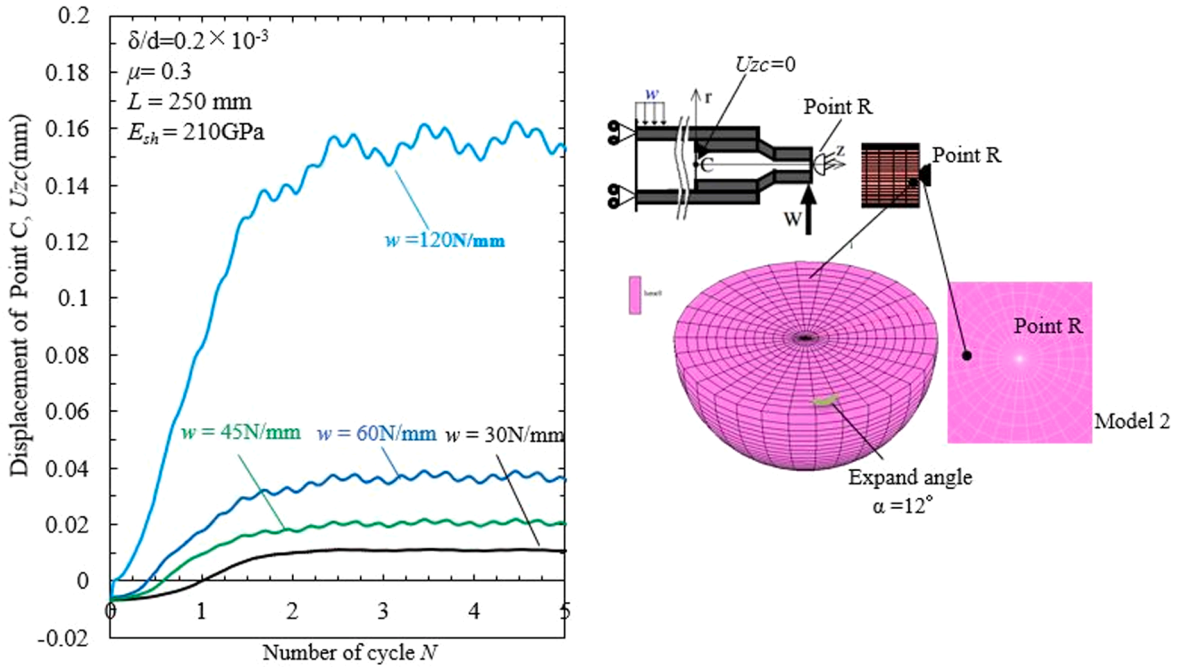 0.2
0.18
0.16
0.14
0.12
0.1
0.08
0.06
0.04
0.02
0
-0.02
Displacement of Point C, Uzc(mm)
δ/d=0.2×10-3
μ= 0.3
L = 250 mm
Esh = 210GPa
w =120N/mm
w = 45N/mm
w = 60N/mm
w = 30N/mm
0
1
2
3
4
5
Number of cycle N
Uzc=0
w
r
Point R
C
z
W
Point R
Point R
Model 2
Expand angle
α =12°